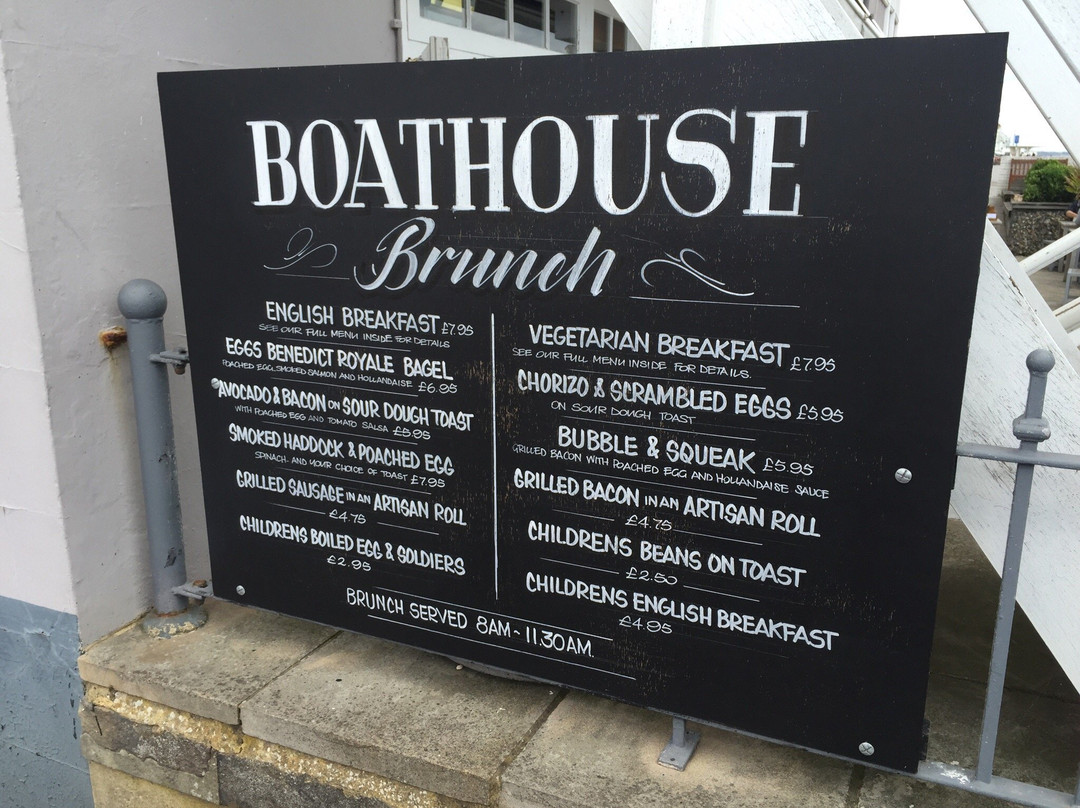 BOATHOUSE
Brunch
ENGLISH BREAKFAST £7.95
SEE OUR FULL MENU INSIDE FOR DETAILS
EGGS BENEDICT ROYALE BAGEL
POACHED EGG, SMOKED SALMON AND HOLLANDAISE £6.95
AVOCADO & BACON ON SOUR DOUGH TOAST
WITH POACHED EGG AND TOMATO SALSA £5.95
SMOKED HADDOCK & POACHED EGG
SPINACH AND YOUR CHOICE OF TOAST £7.95
GRILLED SAUSAGE IN AN ARTISAN ROLL
£4.75
CHILDRENS BOILED EGG & SOLDIERS
£2.95
VEGETARIAN BREAKFAST £7.95
SEE OUR FULL MENU INSIDE FOR DETAILS.
CHORIZO & SCRAMBLED EGGS £5.95
ON SOUR DOUGH TOAST
BUBBLE & SQUEAK £5.95
GRILLED BACON WITH POACHED EGG AND HOLLANDAISE SAUCE
GRILLED BACON IN AN ARTISAN ROLL
£4.75
CHILDRENS BEANS ON TOAST
£2.50
CHILDRENS ENGLISH BREAKFAST
£4.95
BRUNCH SERVED 8AM ~ 11.30AM.